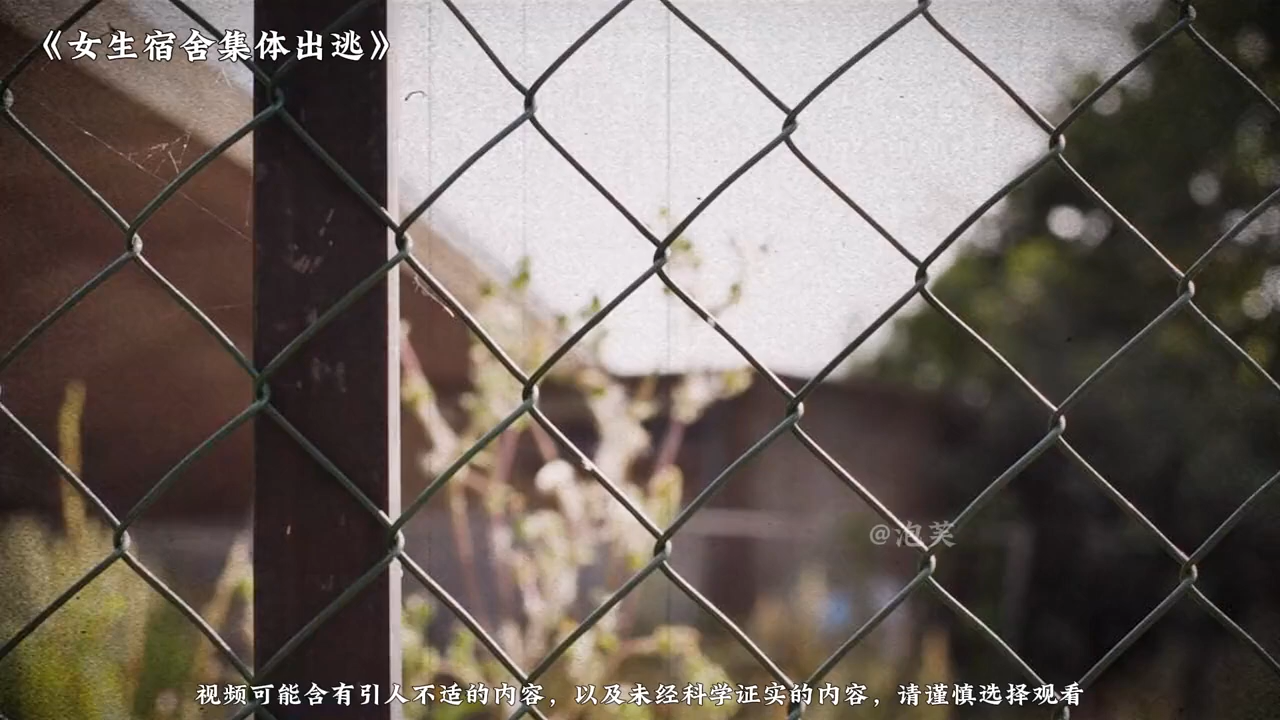 《女生宿舍集体出逃》
@泡芙
视频可能含有引人不适的内容，以及未经科学证实的内容，请谨慎选择观看